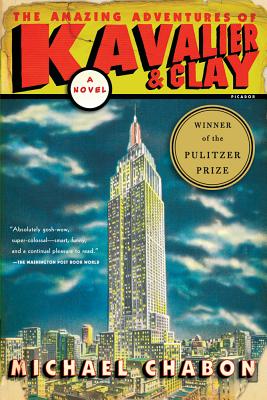 THE AMAZING ADVENTURES OF
KAVALIER
& CLAY
A
NOVEL
PICADOR
WINNER
of the
PULITZER
PRIZE
"Absolutely gosh-wow,
super-colossal—smart, funny,
and a continual pleasure to read."
—THE WASHINGTON POST BOOK WORLD
MICHAEL CHABON